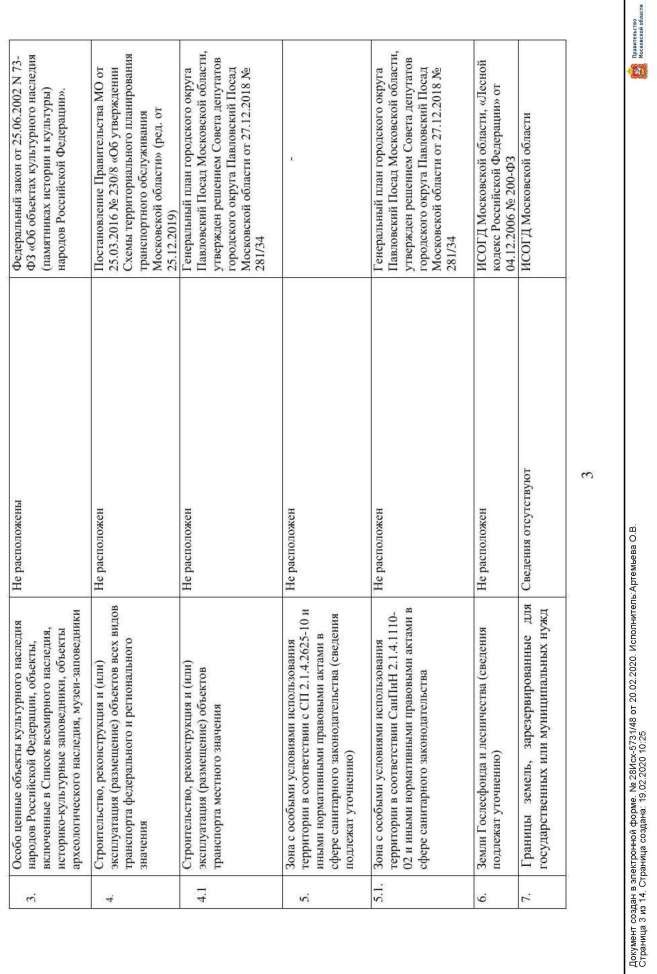 3.
Особо ценные объекты культурного наследия
народов Российской Федерации, объекты,
включенные в Список всемирного наследия,
историко-культурные заповедники, объекты
археологического наследия, музеи-заповедники
Не расположены
Федеральный закон от 25.06.2002 N 73-
ФЗ «Об объектах культурного наследия
(памятниках истории и культуры)
народов Российской Федерации».
4.
Строительство, реконструкция и (или)
эксплуатация (размещение) объектов всех видов
транспорта федерального и регионального
значения
Не расположен
Постановление Правительства МО от
25.03.2016 № 230/8 «Об утверждении
Схемы территориального планирования
транспортного обслуживания
Московской области» (ред. от
25.12.2019)
4.1
Строительство, реконструкция и (или)
эксплуатация (размещение) объектов
транспорта местного значения
Не расположен
Генеральный план городского округа
Павловский Посад Московской области,
утвержден решением Совета депутатов
городского округа Павловский Посад
Московской области от 27.12.2018 №
281/34
5.
Зона с особыми условиями использования
территории в соответствии с СП 2.1.4.2625-10 и
иными нормативными правовыми актами в
сфере санитарного законодательства (сведения
подлежат уточнению)
Не расположен
-
5.1.
Зона с особыми условиями использования
территории в соответствии СанПиН 2.1.4.1110-
02 и иными нормативными правовыми актами в
сфере санитарного законодательства
Не расположен
Генеральный план городского округа
Павловский Посад Московской области,
утвержден решением Совета депутатов
городского округа Павловский Посад
Московской области от 27.12.2018 №
281/34
6.
Земли Гослесфонда и лесничества (сведения
подлежат уточнению)
Не расположен
ИСОГД Московской области, «Лесной
кодекс Российской Федерации» от
04.12.2006 № 200-ФЗ
7.
Границы земель, зарезервированные для
государственных или муниципальных нужд
Сведения отсутствуют
ИСОГД Московской области
3
Документ создан в электронной форме. № 28Исх-5731/48 от 20.02.2020. Исполнитель:Артемьева О.В.
Страница 3 из 14. Страница создана: 19.02.2020 10:25
Правительство
Московской области